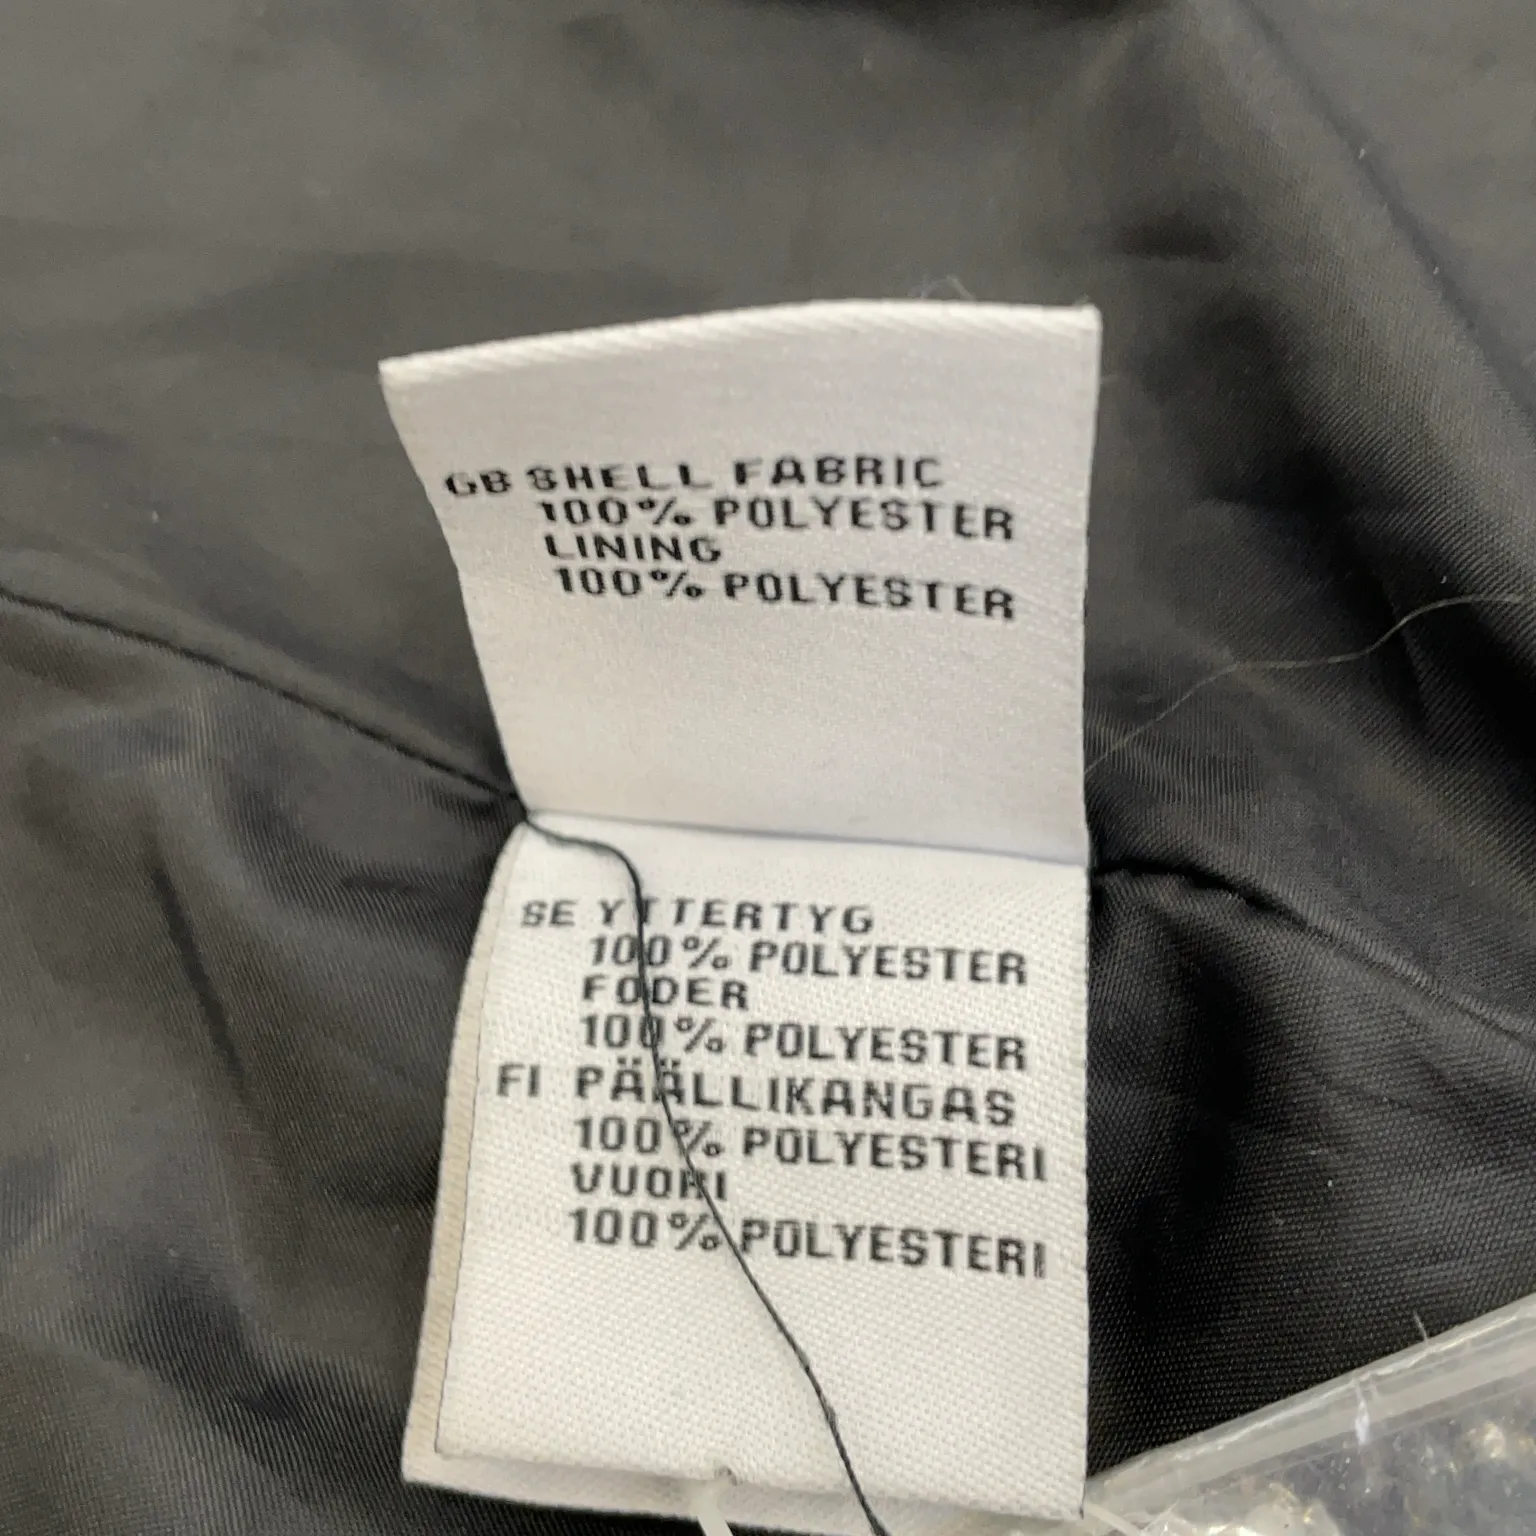 GB SHELL FABRIC
100% POLYESTER
LINING
100% POLYESTER
SE YTTERTYG
100% POLYESTER
FODER
100% POLYESTER
FI PÄÄLLIKANGAS
100% POLYESTERI
VUORI
100% POLYESTERI